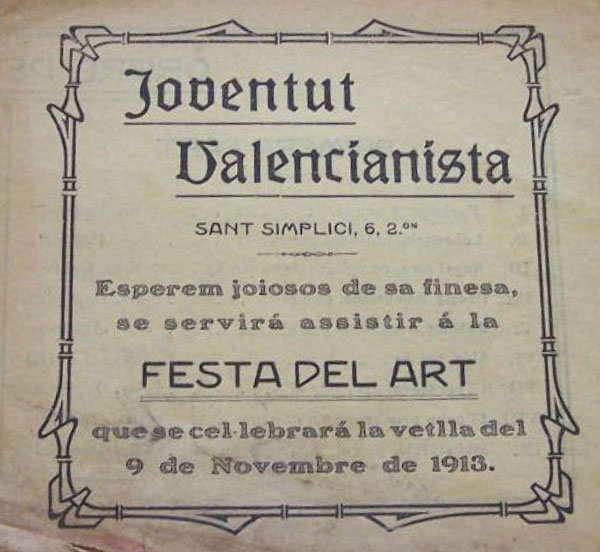 Joventut
Valencianista
SANT SIMPLICI, 6, 2.ON
Esperem joiosos de sa finesa,
se servirá assistir á la
FESTA DEL ART
que se cel·lebrará la vetlla del
9 de Novembre de 1913.